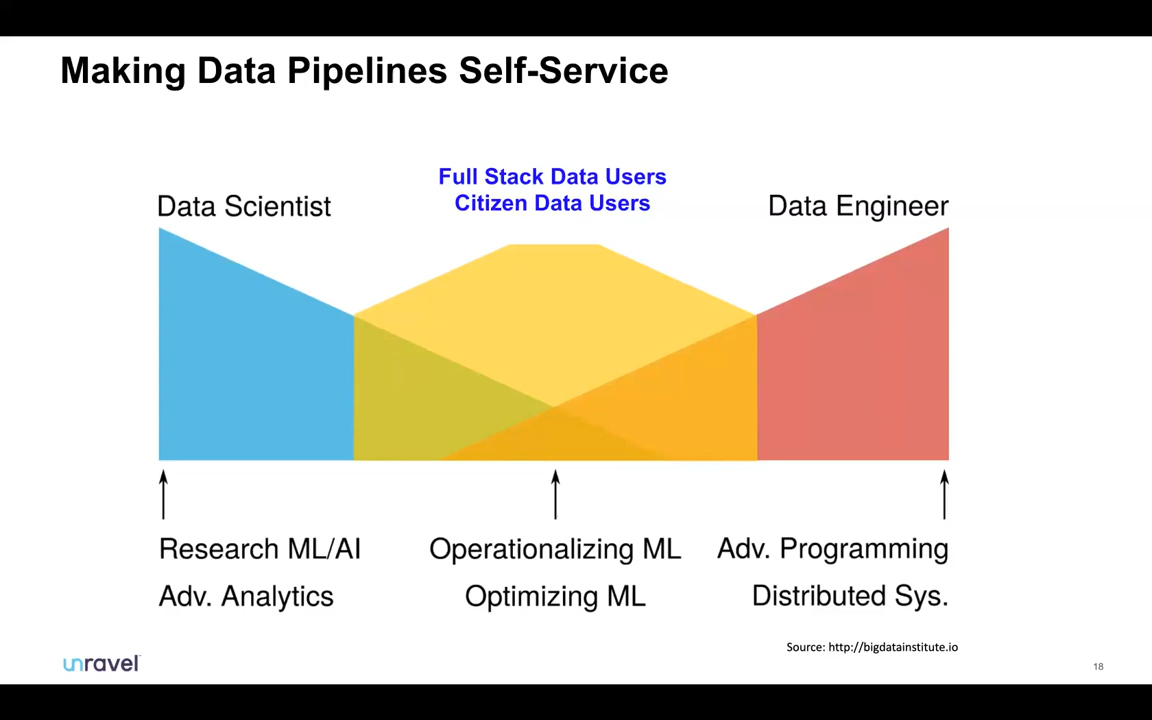 Making Data Pipelines Self-Service
Full Stack Data Users
Citizen Data Users
Data Scientist
Data Engineer
Research ML/AI
Adv. Analytics
Operationalizing ML
Optimizing ML
Adv. Programming
Distributed Sys.
Source: http://bigdatainstitute.io
unravel
18